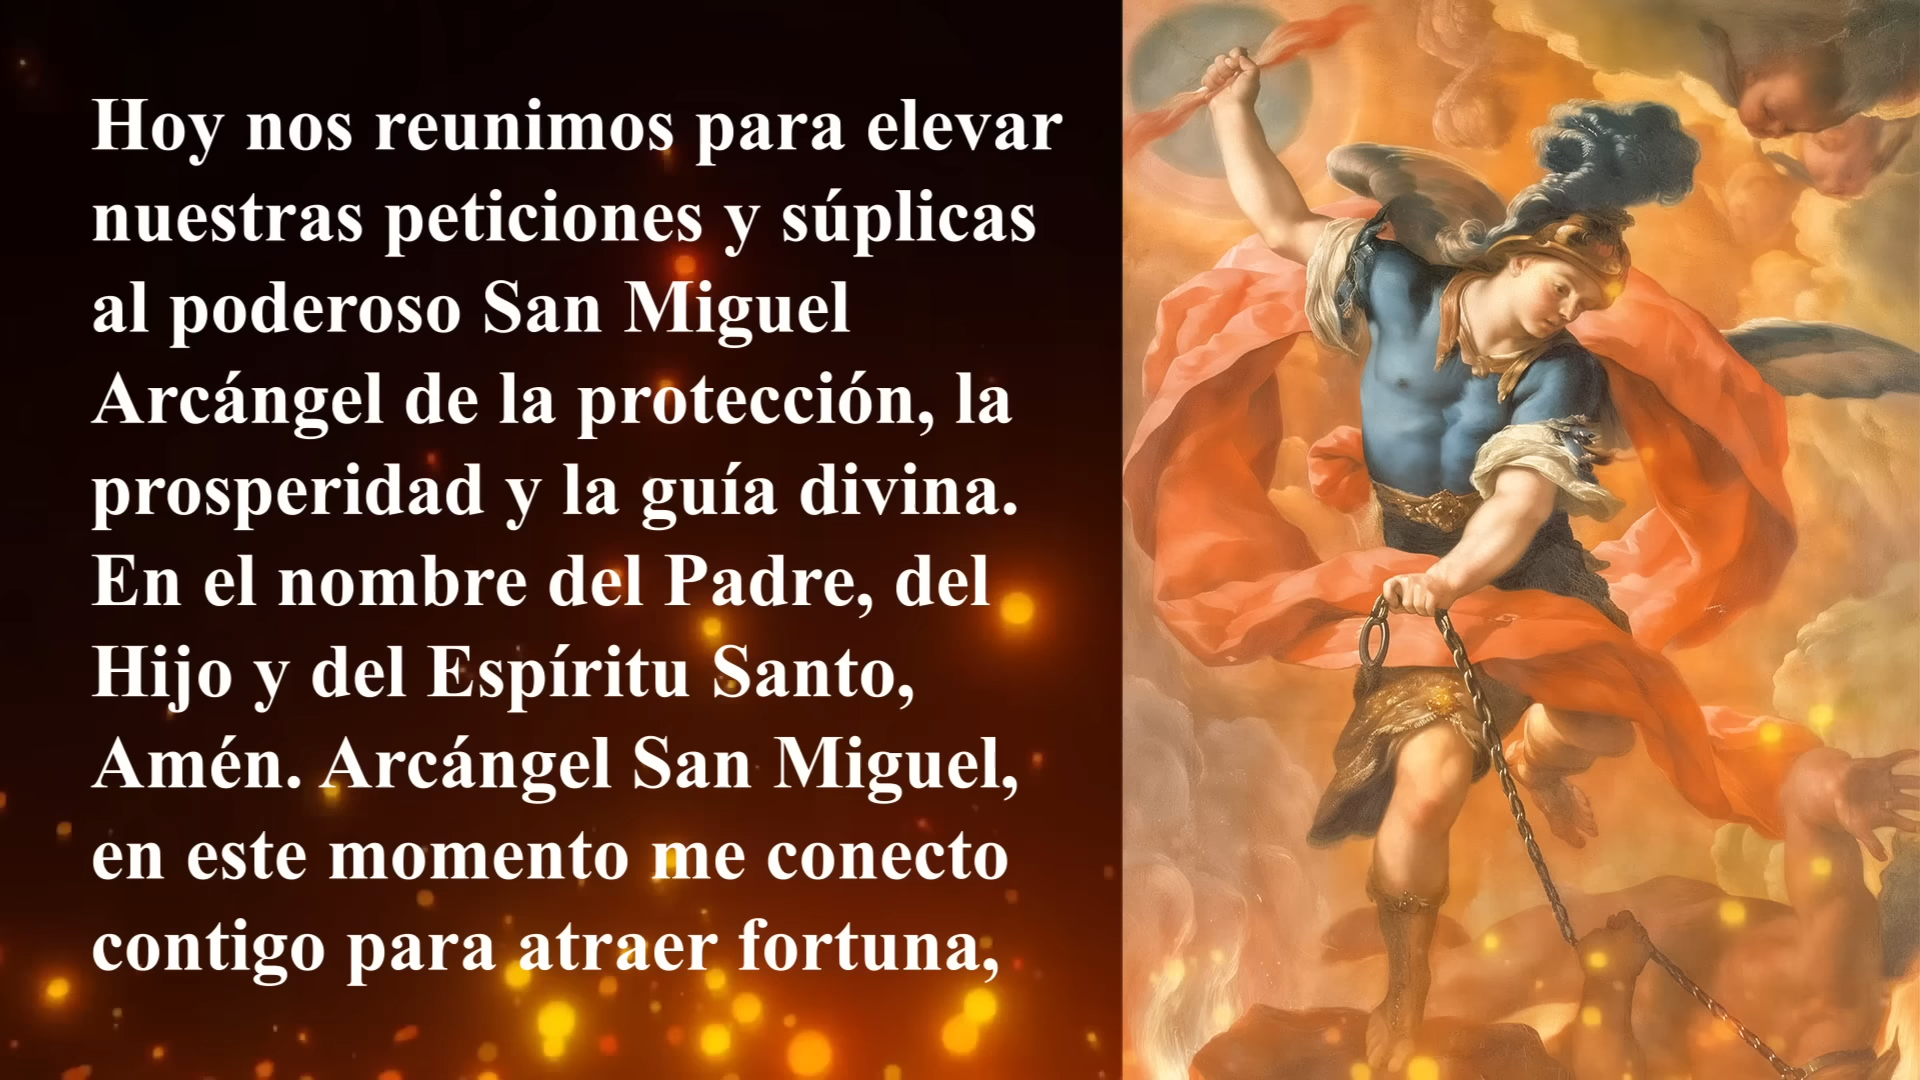 Hoy nos reunimos para elevar
nuestras peticiones y súplicas
al poderoso San Miguel
Arcángel de la protección, la
prosperidad y la guía divina.
En el nombre del Padre, del
Hijo y del Espíritu Santo,
Amén. Arcángel San Miguel,
en este momento me conecto
contigo para atraer fortuna,